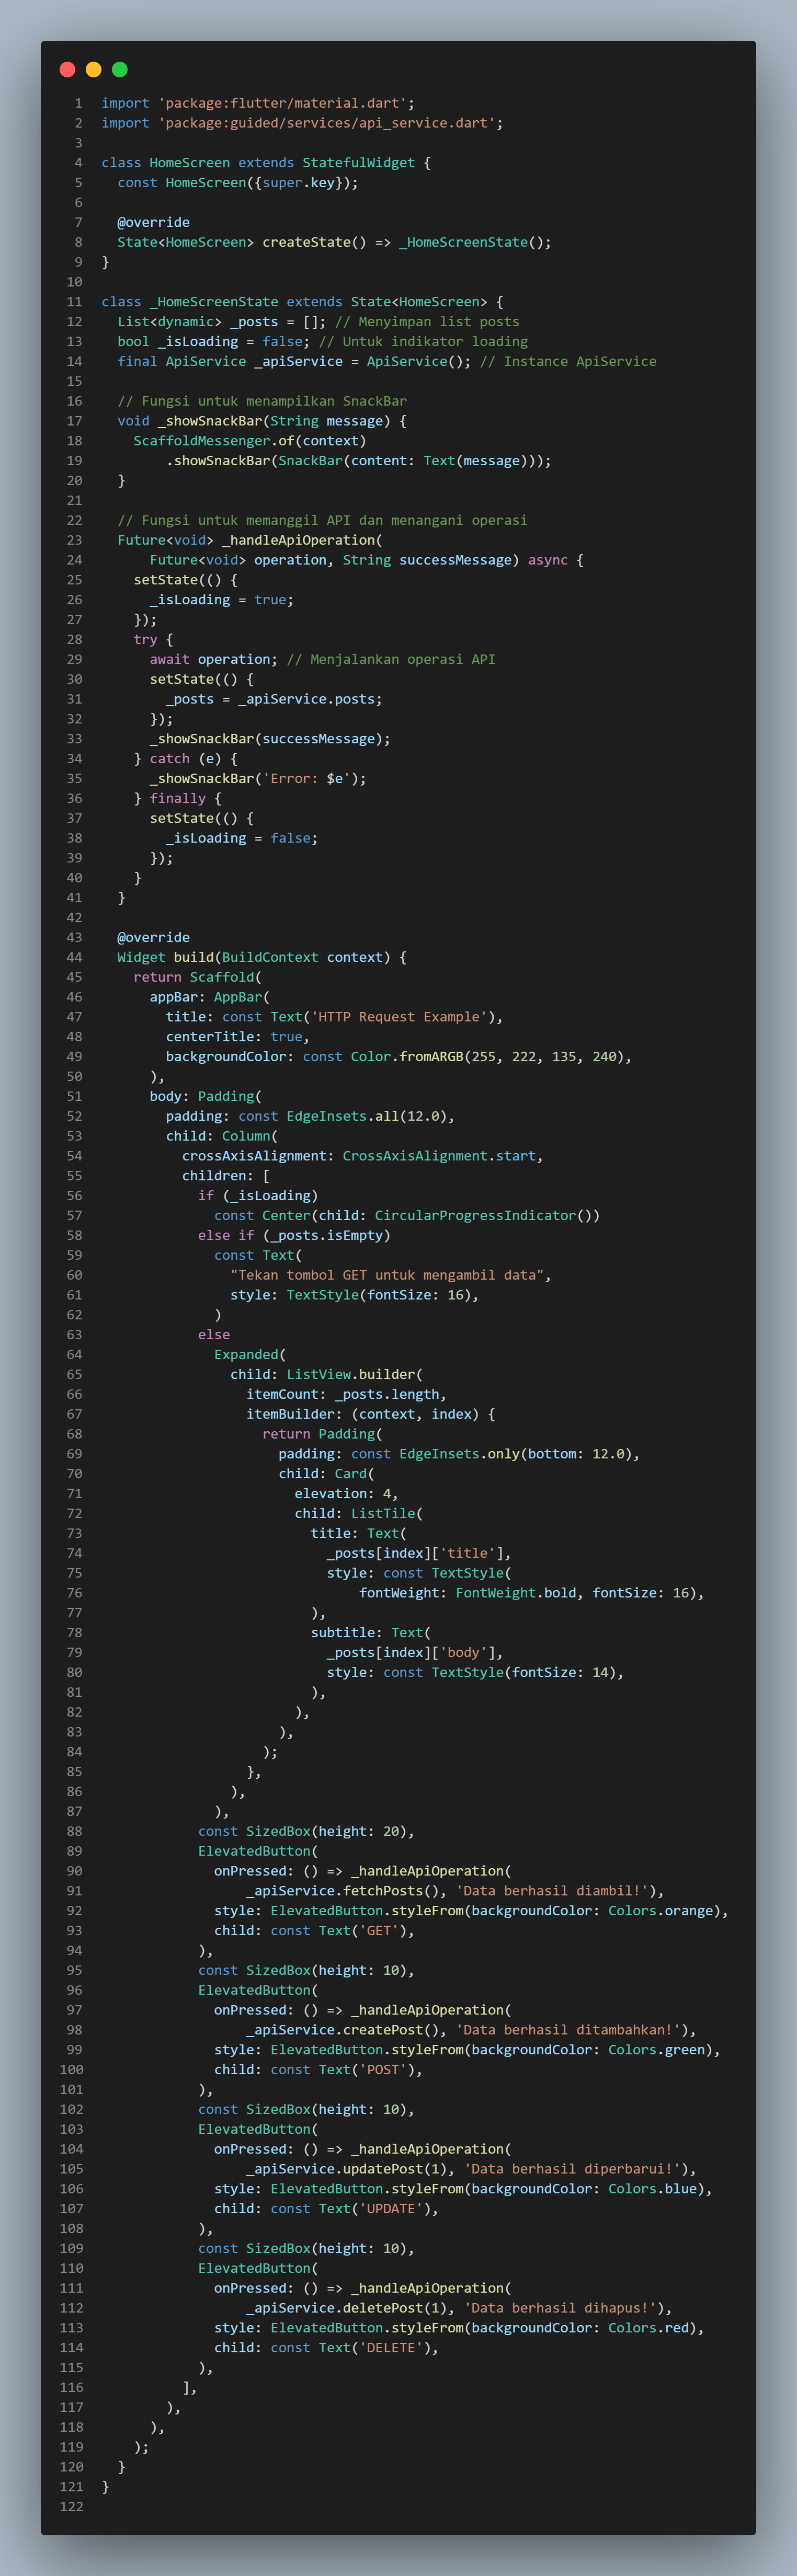 1 import 'package:flutter/material.dart';
2 import 'package:guided/services/api_service.dart';
3
4 class HomeScreen extends StatefulWidget {
5   const HomeScreen({super.key});
6
7   @override
8   State<HomeScreen> createState() => _HomeScreenState();
9 }
10
11 class _HomeScreenState extends State<HomeScreen> {
12   List<dynamic> _posts = []; // Menyimpan list posts
13   bool _isLoading = false; // Untuk indikator loading
14   final ApiService _apiService = ApiService(); // Instance ApiService
15
16   // Fungsi untuk menampilkan SnackBar
17   void _showSnackBar(String message) {
18     ScaffoldMessenger.of(context)
19         .showSnackBar(SnackBar(content: Text(message)));
20   }
21
22   // Fungsi untuk memanggil API dan menangani operasi
23   Future<void> _handleApiOperation(
24       Future<void> operation, String successMessage) async {
25     setState(() {
26       _isLoading = true;
27     });
28     try {
29       await operation; // Menjalankan operasi API
30       setState(() {
31         _posts = _apiService.posts;
32       });
33       _showSnackBar(successMessage);
34     } catch (e) {
35       _showSnackBar('Error: $e');
36     } finally {
37       setState(() {
38         _isLoading = false;
39       });
40     }
41   }
42
43   @override
44   Widget build(BuildContext context) {
45     return Scaffold(
46       appBar: AppBar(
47         title: const Text('HTTP Request Example'),
48         centerTitle: true,
49         backgroundColor: const Color.fromARGB(255, 222, 135, 240),
50       ),
51       body: Padding(
52         padding: const EdgeInsets.all(12.0),
53         child: Column(
54           crossAxisAlignment: CrossAxisAlignment.start,
55           children: [
56             if (_isLoading)
57               const Center(child: CircularProgressIndicator())
58             else if (_posts.isEmpty)
59               const Text(
60                 "Tekan tombol GET untuk mengambil data",
61                 style: TextStyle(fontSize: 16),
62               )
63             else
64               Expanded(
65                 child: ListView.builder(
66                   itemCount: _posts.length,
67                   itemBuilder: (context, index) {
68                     return Padding(
69                       padding: const EdgeInsets.only(bottom: 12.0),
70                       child: Card(
71                         elevation: 4,
72                         child: ListTile(
73                           title: Text(
74                             _posts[index]['title'],
75                             style: const TextStyle(
76                                 fontWeight: FontWeight.bold, fontSize: 16),
77                           ),
78                           subtitle: Text(
79                             _posts[index]['body'],
80                             style: const TextStyle(fontSize: 14),
81                           ),
82                         ),
83                       ),
84                     );
85                   },
86                 ),
87               ),
88             const SizedBox(height: 20),
89             ElevatedButton(
90               onPressed: () => _handleApiOperation(
91                   _apiService.fetchPosts(), 'Data berhasil diambil!'),
92               style: ElevatedButton.styleFrom(backgroundColor: Colors.orange),
93               child: const Text('GET'),
94             ),
95             const SizedBox(height: 10),
96             ElevatedButton(
97               onPressed: () => _handleApiOperation(
98                   _apiService.createPost(), 'Data berhasil ditambahkan!'),
99               style: ElevatedButton.styleFrom(backgroundColor: Colors.green),
100               child: const Text('POST'),
101             ),
102             const SizedBox(height: 10),
103             ElevatedButton(
104               onPressed: () => _handleApiOperation(
105                   _apiService.updatePost(1), 'Data berhasil diperbarui!'),
106               style: ElevatedButton.styleFrom(backgroundColor: Colors.blue),
107               child: const Text('UPDATE'),
108             ),
109             const SizedBox(height: 10),
110             ElevatedButton(
111               onPressed: () => _handleApiOperation(
112                   _apiService.deletePost(1), 'Data berhasil dihapus!'),
113               style: ElevatedButton.styleFrom(backgroundColor: Colors.red),
114               child: const Text('DELETE'),
115             ),
116           ],
117         ),
118       ),
119     );
120   }
121 }
122